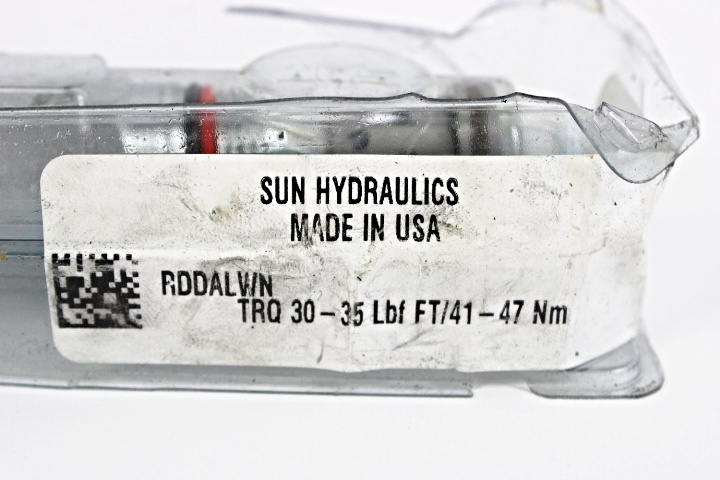 SUN HYDRAULICS
MADE IN USA
RDDALWN
TRQ 30-35 Lbf FT/41-47 Nm